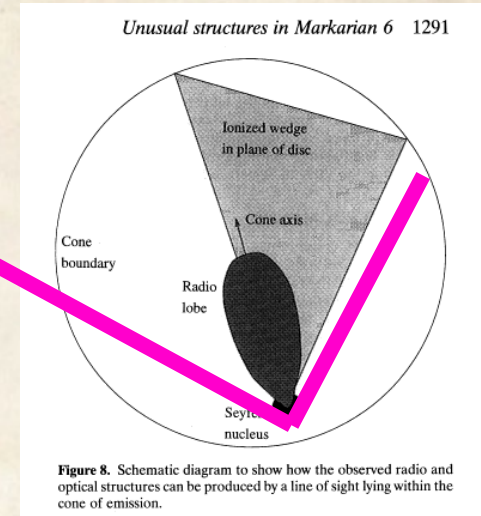 Unusual structures in Markarian 6 1291
Ionized wedge
in plane of disc
Cone axis
Cone
boundary
Radio
lobe
nucleus
Figure 8. Schematic diagram to show how the observed radio and
optical structures can be produced by a line of sight lying within the
cone of emission.